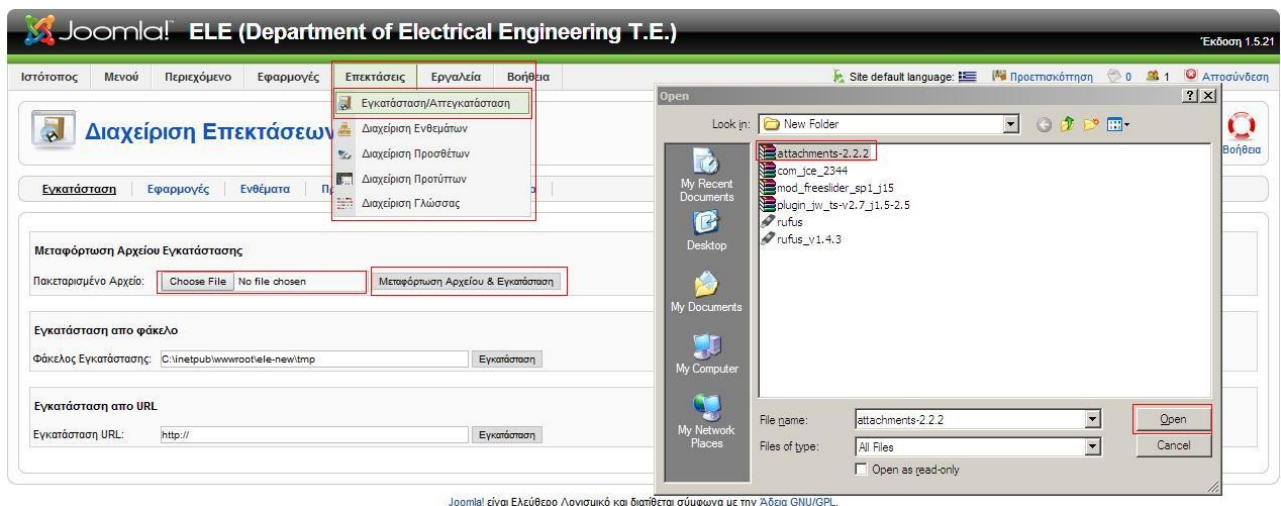 Joomla! ELE (Department of Electrical Engineering T.E.)
Έκδοση 1.5.21
Ιστότοπος Μενού Περιεχόμενο Εφαρμογές Επεκτάσεις Εργαλεία Βοήθεια
Site default language: Προεπισκόπηση 0 1 Αποσύνδεση
Εγκατάσταση/Απεγκατάσταση
Διαχείριση Ενθεμάτων
Διαχείριση Προσθέτων
Διαχείριση Προτύπων
Διαχείριση Γλώσσας
Διαχείριση Επεκτάσεων
Βοήθεια
Εγκατάσταση Εφαρμογές Ενθέματα
Μεταφόρτωση Αρχείου Εγκατάστασης
Πακεταρισμένο Αρχείο: Choose File No file chosen Μεταφόρτωση Αρχείου & Εγκατάσταση
Εγκατάσταση απο φάκελο
Φάκελος Εγκατάστασης: C:\inetpub\wwwroot\ele-new\tmp Εγκατάσταση
Εγκατάσταση απο URL
Εγκατάσταση URL: http:// Εγκατάσταση
Open
Look in: New Folder
My Recent Documents
Desktop
My Documents
My Computer
My Network Places
attachments-2.2.2
com_jce_2344
mod_freeslider_sp1_j15
plugin_jw_ts-v2.7_j1.5-2.5
rufus
rufus_v1.4.3
File name: attachments-2.2.2 Open
Files of type: All Files Cancel
Open as read-only
Joomla! είναι Ελεύθερο Λογισμικό και διατίθεται σύμφωνα με την Άδεια GNU/GPL.